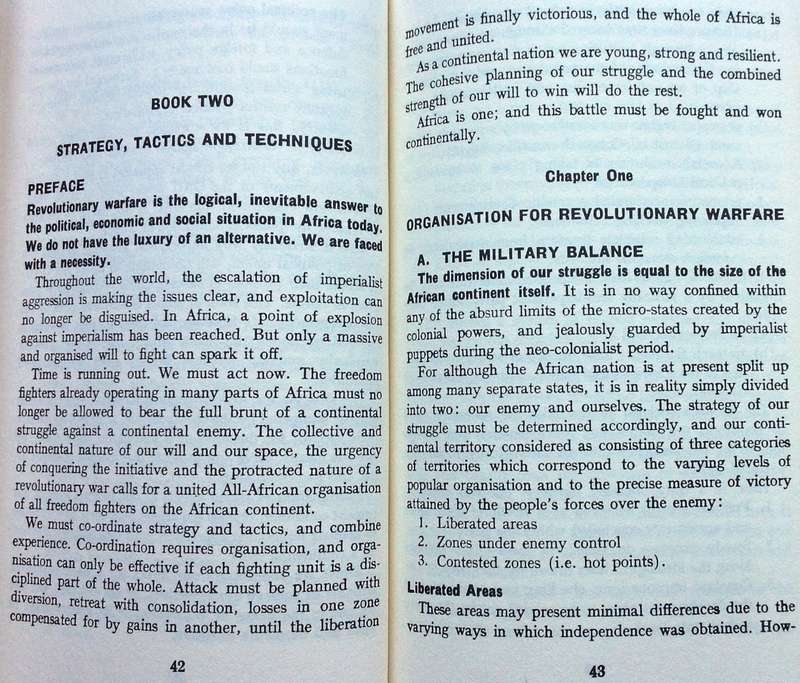 BOOK TWO
STRATEGY, TACTICS AND TECHNIQUES
PREFACE
Revolutionary warfare is the logical, inevitable answer to
the political, economic and social situation in Africa today.
We do not have the luxury of an alternative. We are faced
with a necessity.
Throughout the world, the escalation of imperialist
aggression is making the issues clear, and exploitation can
no longer be disguised. In Africa, a point of explosion
against imperialism has been reached. But only a massive
and organised will to fight can spark it off.
Time is running out. We must act now. The freedom
fighters already operating in many parts of Africa must no
longer be allowed to bear the full brunt of a continental
struggle against a continental enemy. The collective and
continental nature of our will and our space, the urgency
of conquering the initiative and the protracted nature of a
revolutionary war calls for a united All-African organisation
of all freedom fighters on the African continent.
We must co-ordinate strategy and tactics, and combine
experience. Co-ordination requires organisation, and orga-
nisation can only be effective if each fighting unit is a dis-
ciplined part of the whole. Attack must be planned with
diversion, retreat with consolidation, losses in one zone
compensated for by gains in another, until the liberation
42
movement is finally victorious, and the whole of Africa is
free and united.
As a continental nation we are young, strong and resilient.
The cohesive planning of our struggle and the combined
strength of our will to win will do the rest.
Africa is one; and this battle must be fought and won
continentally.
Chapter One
ORGANISATION FOR REVOLUTIONARY WARFARE
A. THE MILITARY BALANCE
The dimension of our struggle is equal to the size of the
African continent itself. It is in no way confined within
any of the absurd limits of the micro-states created by the
colonial powers, and jealously guarded by imperialist
puppets during the neo-colonialist period.
For although the African nation is at present split up
among many separate states, it is in reality simply divided
into two: our enemy and ourselves. The strategy of our
struggle must be determined accordingly, and our conti-
nental territory considered as consisting of three categories
of territories which correspond to the varying levels of
popular organisation and to the precise measure of victory
attained by the people's forces over the enemy:
1. Liberated areas
2. Zones under enemy control
3. Contested zones (i.e. hot points).
Liberated Areas
These areas may present minimal differences due to the
varying ways in which independence was obtained. How-
43